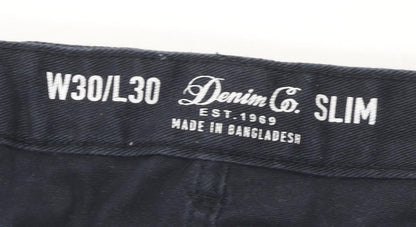 W30/L30 Denim Co. SLIM
EST. 1969
MADE IN BANGLADESH